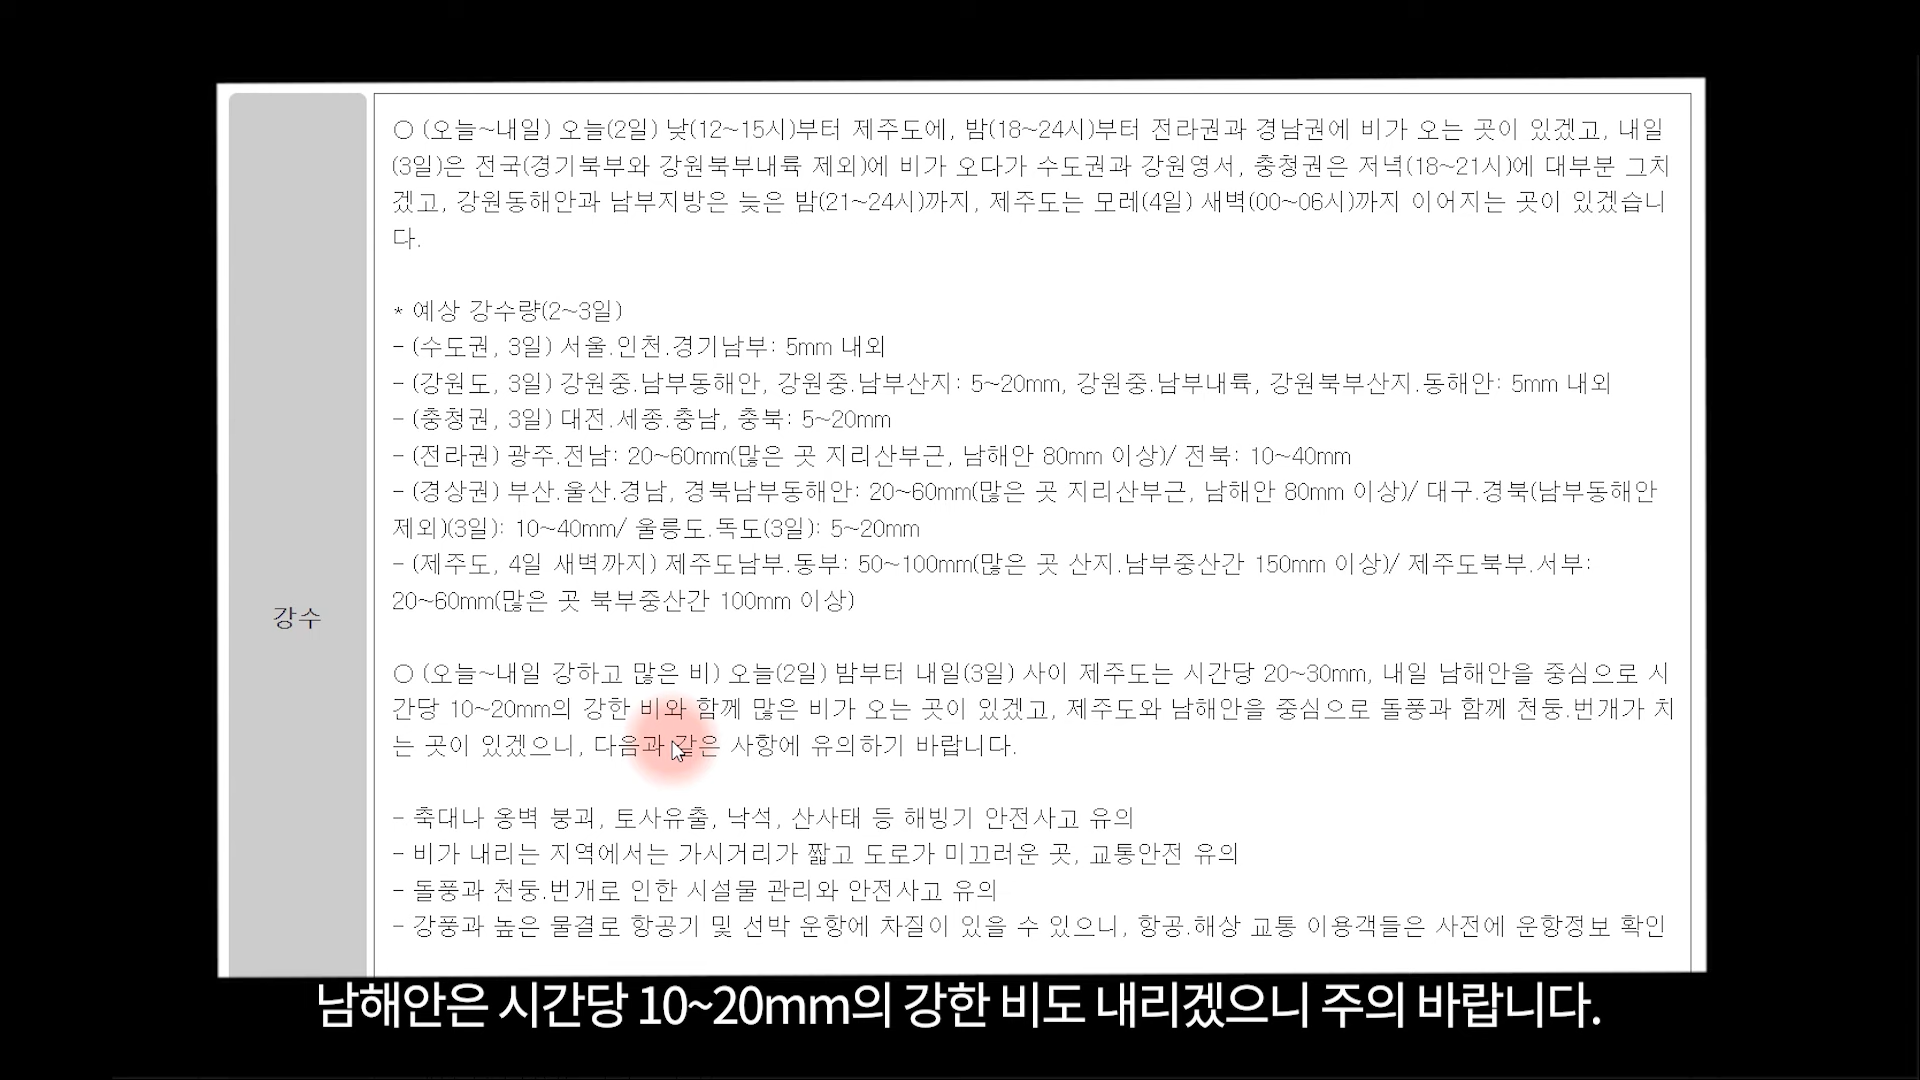 ○ (오늘~내일) 오늘(2일) 낮(12~15시)부터 제주도에, 밤(18~24시)부터 전라권과 경남권에 비가 오는 곳이 있겠고, 내일
(3일)은 전국(경기북부와 강원북부내륙 제외)에 비가 오다가 수도권과 강원영서, 충청권은 저녁(18~21시)에 대부분 그치
겠고, 강원동해안과 남부지방은 늦은 밤(21~24시)까지, 제주도는 모레(4일) 새벽(00~06시)까지 이어지는 곳이 있겠습니
다.
* 예상 강수량(2~3일)
- (수도권, 3일) 서울.인천.경기남부: 5mm 내외
- (강원도, 3일) 강원중.남부동해안, 강원중.남부산지: 5~20mm, 강원중.남부내륙, 강원북부산지.동해안: 5mm 내외
- (충청권, 3일) 대전.세종.충남, 충북: 5~20mm
- (전라권) 광주.전남: 20~60mm(많은 곳 지리산부근, 남해안 80mm 이상)/ 전북: 10~40mm
- (경상권) 부산.울산.경남, 경북남부동해안: 20~60mm(많은 곳 지리산부근, 남해안 80mm 이상)/ 대구.경북(남부동해안
제외)(3일): 10~40mm/ 울릉도.독도(3일): 5~20mm
- (제주도, 4일 새벽까지) 제주도남부.동부: 50~100mm(많은 곳 산지.남부중산간 150mm 이상)/ 제주도북부.서부:
20~60mm(많은 곳 북부중산간 100mm 이상)
강수
○ (오늘~내일 강하고 많은 비) 오늘(2일) 밤부터 내일(3일) 사이 제주도는 시간당 20~30mm, 내일 남해안을 중심으로 시
간당 10~20mm의 강한 비와 함께 많은 비가 오는 곳이 있겠고, 제주도와 남해안을 중심으로 돌풍과 함께 천둥.번개가 치
는 곳이 있겠으니, 다음과 같은 사항에 유의하기 바랍니다.
- 축대나 옹벽 붕괴, 토사유출, 낙석, 산사태 등 해빙기 안전사고 유의
- 비가 내리는 지역에서는 가시거리가 짧고 도로가 미끄러운 곳, 교통안전 유의
- 돌풍과 천둥.번개로 인한 시설물 관리와 안전사고 유의
- 강풍과 높은 물결로 항공기 및 선박 운항에 차질이 있을 수 있으니, 항공.해상 교통 이용객들은 사전에 운항정보 확인
남해안은 시간당 10~20mm의 강한 비도 내리겠으니 주의 바랍니다.